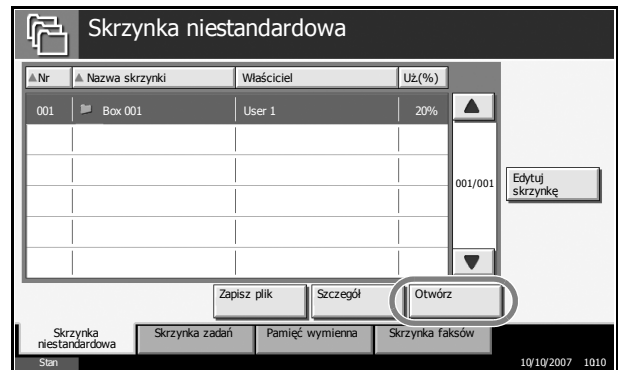 Skrzynka niestandardowa
Nr Nazwa skrzynki Właściciel Uż.(%)
001 Box 001 User 1 20%
001/001
Edytuj
skrzynkę
Zapisz plik Szczegół Otwórz
Skrzynka
niestandardowa
Skrzynka zadań Pamięć wymienna Skrzynka faksów
Stan 10/10/2007 1010